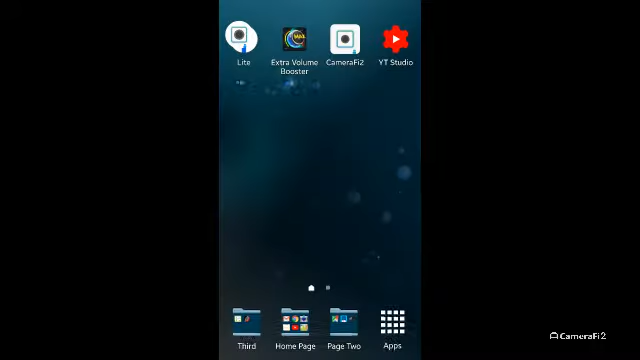 Lite
Extra Volume
Booster
CameraFi2
YT Studio
Third
Home Page
Page Two
Apps
CameraFi2